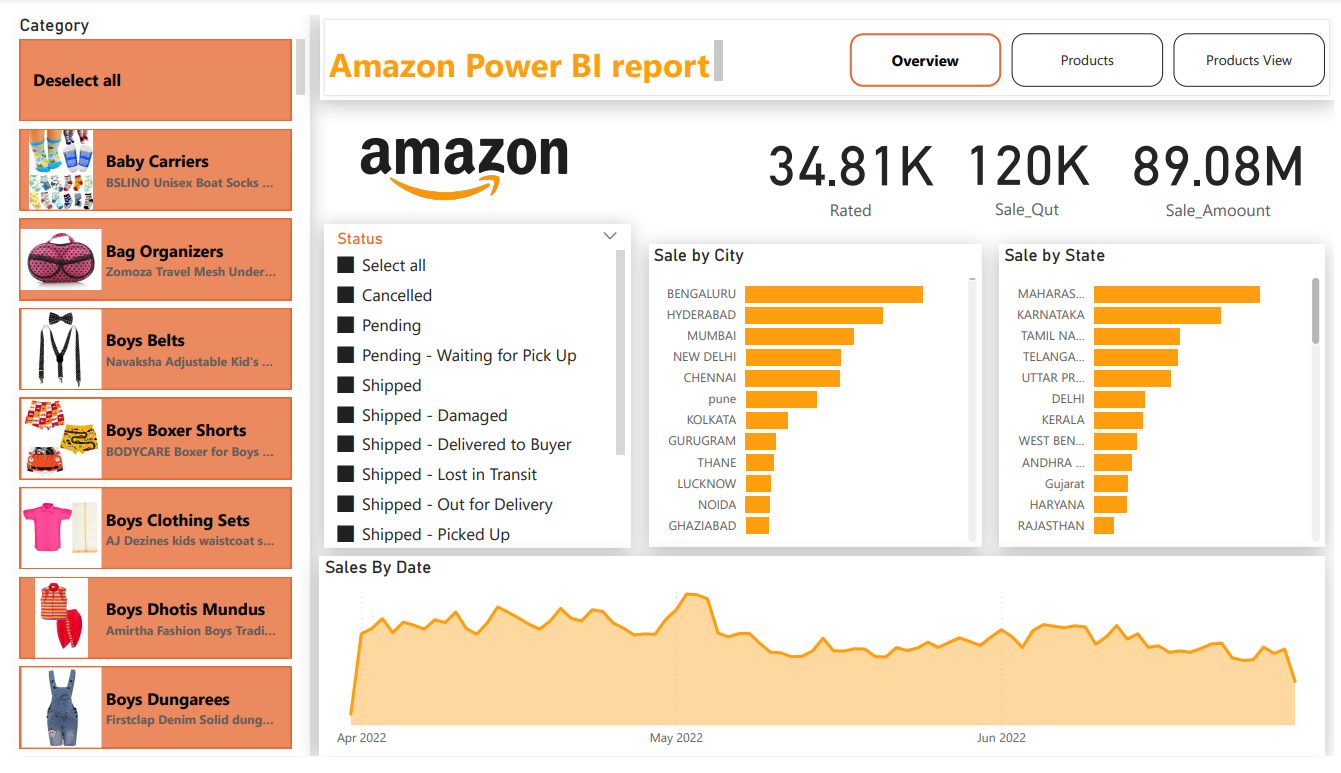 Category
Deselect all
Baby Carriers
BSLINO Unisex Boat Socks ...
Bag Organizers
Zomoza Travel Mesh Under...
Boys Belts
Navaksha Adjustable Kid's ...
Boys Boxer Shorts
BODYCARE Boxer for Boys ...
Boys Clothing Sets
AJ Dezines kids waistcoat s...
Boys Dhotis Mundus
Amirtha Fashion Boys Tradi...
Boys Dungarees
Firstclap Denim Solid dung...
Amazon Power BI report
Overview
Products
Products View
amazon
34.81K
Rated
120K
Sale_Qut
89.08M
Sale_Amoount
Status
Select all
Cancelled
Pending
Pending - Waiting for Pick Up
Shipped
Shipped - Damaged
Shipped - Delivered to Buyer
Shipped - Lost in Transit
Shipped - Out for Delivery
Shipped - Picked Up
Sale by City
BENGALURU
HYDERABAD
MUMBAI
NEW DELHI
CHENNAI
pune
KOLKATA
GURUGRAM
THANE
LUCKNOW
NOIDA
GHAZIABAD
Sale by State
MAHARAS...
KARNATAKA
TAMIL NA...
TELANGA...
UTTAR PR...
DELHI
KERALA
WEST BEN...
ANDHRA ...
Gujarat
HARYANA
RAJASTHAN
Sales By Date
Apr 2022
May 2022
Jun 2022